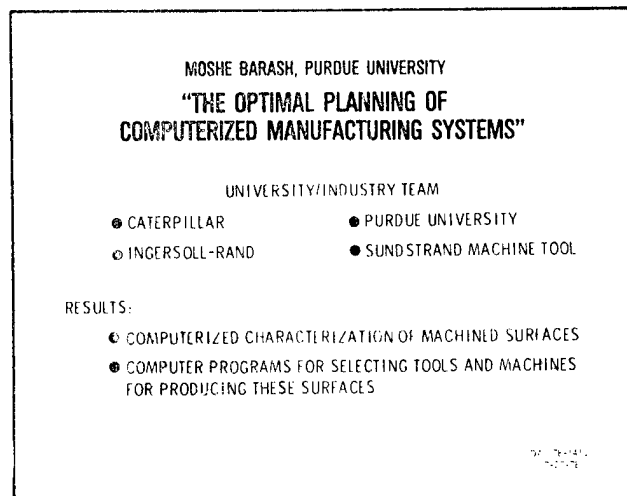 MOSHE BARASH, PURDUE UNIVERSITY
"THE OPTIMAL PLANNING OF
COMPUTERIZED MANUFACTURING SYSTEMS"
UNIVERSITY/INDUSTRY TEAM
● CATERPILLAR ● PURDUE UNIVERSITY
● INGERSOLL-RAND ● SUNDSTRAND MACHINE TOOL
RESULTS:
● COMPUTERIZED CHARACTERIZATION OF MACHINED SURFACES
● COMPUTER PROGRAMS FOR SELECTING TOOLS AND MACHINES
FOR PRODUCING THESE SURFACES